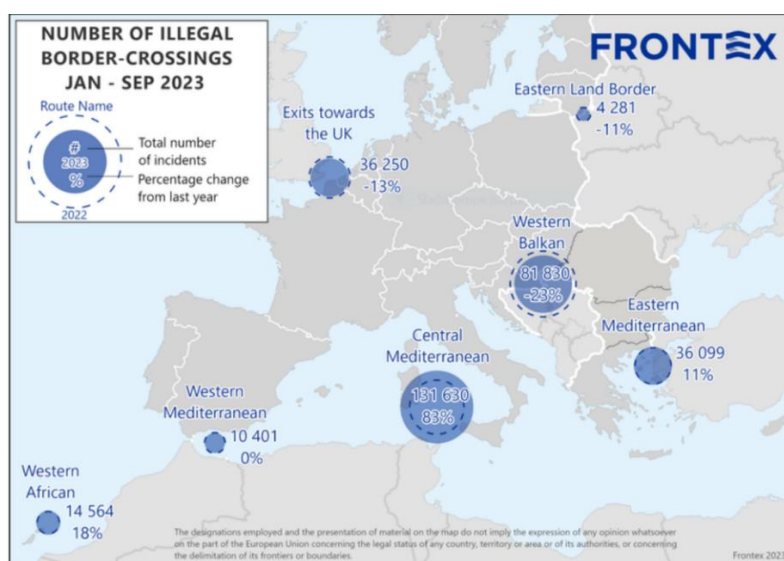 NUMBER OF ILLEGAL
BORDER-CROSSINGS
JAN - SEP 2023
Route Name
#
2023
%
Total number
of incidents
Percentage change
from last year
2022
FRONTEX
Exits towards
the UK
36 250
-13%
Eastern Land Border
4 281
-11%
Western
Balkan
81 830
-23%
Eastern
Mediterranean
36 099
11%
Central
Mediterranean
131 630
83%
Western
Mediterranean
10 401
0%
Western
African
14 564
18%
The designations employed and the presentation of material on the map do not imply the expression of any opinion whatsoever
on the part of the European Union concerning the legal status of any country, territory or area or of its authorities, or concerning
the delimitation of its frontiers or boundaries.
Frontex 2023